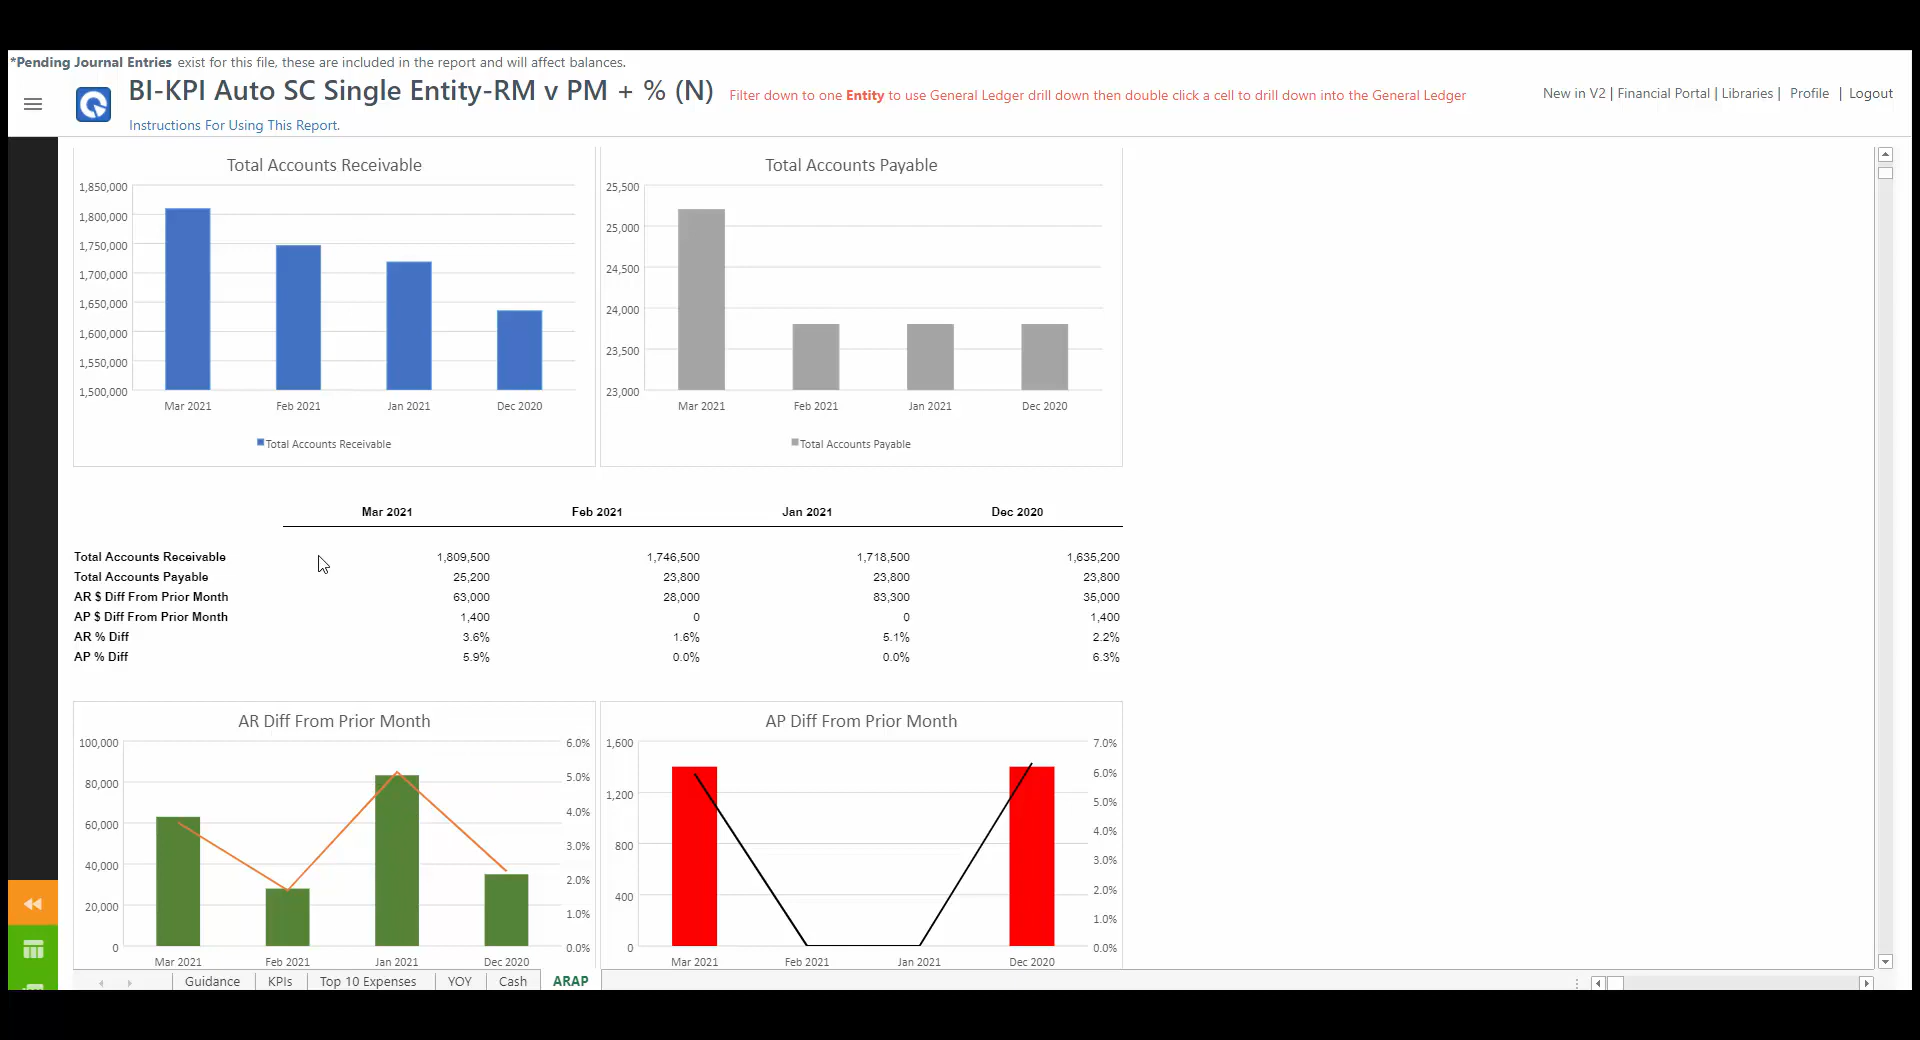 *Pending Journal Entries exist for this file, these are included in the report and will affect balances.
BI-KPI Auto SC Single Entity-RM v PM + % (N)
Filter down to one Entity to use General Ledger drill down then double click a cell to drill down into the General Ledger
New in V2 | Financial Portal | Libraries | Profile | Logout
Instructions For Using This Report.
Total Accounts Receivable
1,850,000
1,800,000
1,750,000
1,700,000
1,650,000
1,600,000
1,550,000
1,500,000
Mar 2021 Feb 2021 Jan 2021 Dec 2020
Total Accounts Receivable
Total Accounts Payable
25,500
25,000
24,500
24,000
23,500
23,000
Mar 2021 Feb 2021 Jan 2021 Dec 2020
Total Accounts Payable
Mar 2021 Feb 2021 Jan 2021 Dec 2020
Total Accounts Receivable 1,809,500 1,746,500 1,718,500 1,635,200
Total Accounts Payable 25,200 23,800 23,800 23,800
AR $ Diff From Prior Month 63,000 28,000 83,300 35,000
AP $ Diff From Prior Month 1,400 0 0 1,400
AR % Diff 3.6% 1.6% 5.1% 2.2%
AP % Diff 5.9% 0.0% 0.0% 6.3%
AR Diff From Prior Month
100,000 6.0%
80,000 5.0%
60,000 4.0%
40,000 3.0%
20,000 2.0%
0 1.0%
0.0%
Mar 2021 Feb 2021 Jan 2021 Dec 2020
AP Diff From Prior Month
1,600 7.0%
1,200 6.0%
800 5.0%
400 4.0%
0 3.0%
2.0%
1.0%
0.0%
Mar 2021 Feb 2021 Jan 2021 Dec 2020
Guidance KPIs Top 10 Expenses YOY Cash ARAP